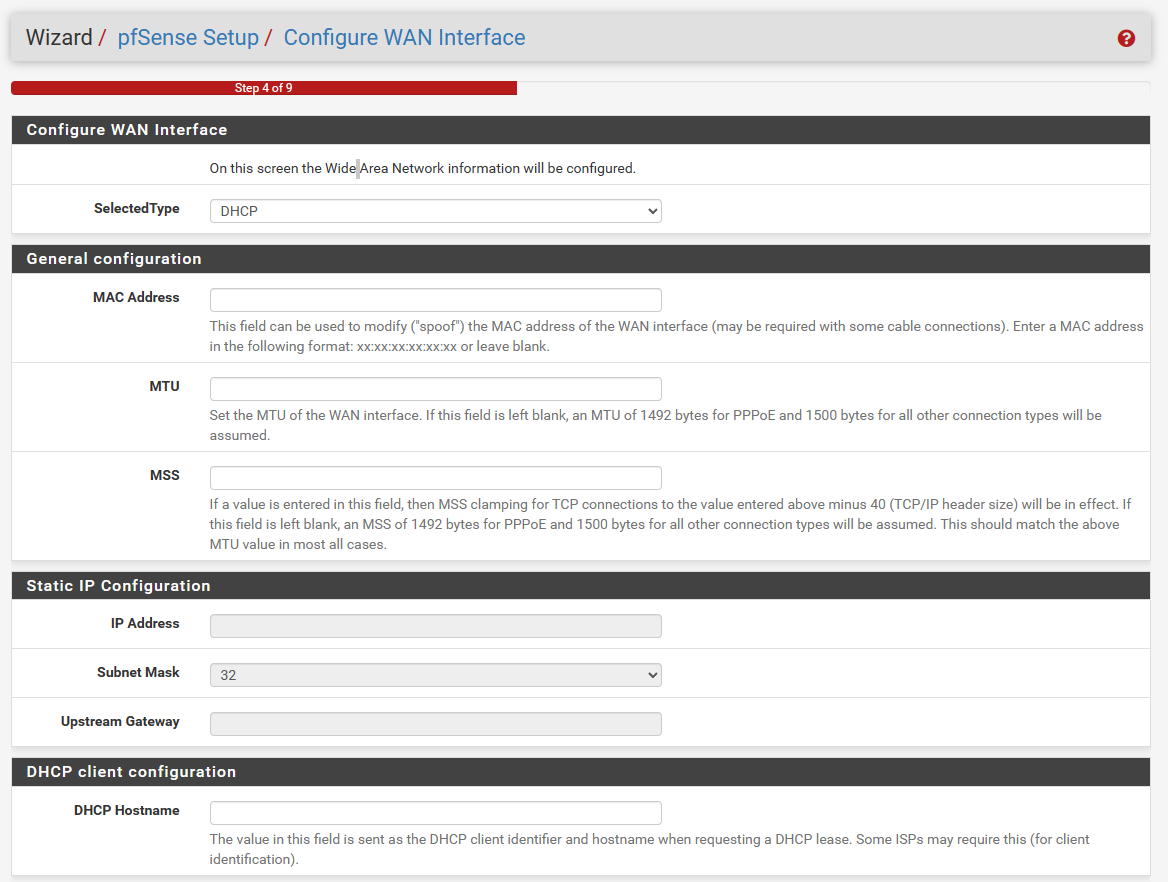 Wizard / pfSense Setup / Configure WAN Interface
Step 4 of 9
Configure WAN Interface
On this screen the Wide Area Network information will be configured.
SelectedType
DHCP
General configuration
MAC Address
This field can be used to modify ("spoof") the MAC address of the WAN interface (may be required with some cable connections). Enter a MAC address
in the following format: xx:xx:xx:xx:xx:xx or leave blank.
MTU
Set the MTU of the WAN interface. If this field is left blank, an MTU of 1492 bytes for PPPoE and 1500 bytes for all other connection types will be
assumed.
MSS
If a value is entered in this field, then MSS clamping for TCP connections to the value entered above minus 40 (TCP/IP header size) will be in effect. If
this field is left blank, an MSS of 1492 bytes for PPPoE and 1500 bytes for all other connection types will be assumed. This should match the above
MTU value in most all cases.
Static IP Configuration
IP Address
Subnet Mask
32
Upstream Gateway
DHCP client configuration
DHCP Hostname
The value in this field is sent as the DHCP client identifier and hostname when requesting a DHCP lease. Some ISPs may require this (for client
identification).